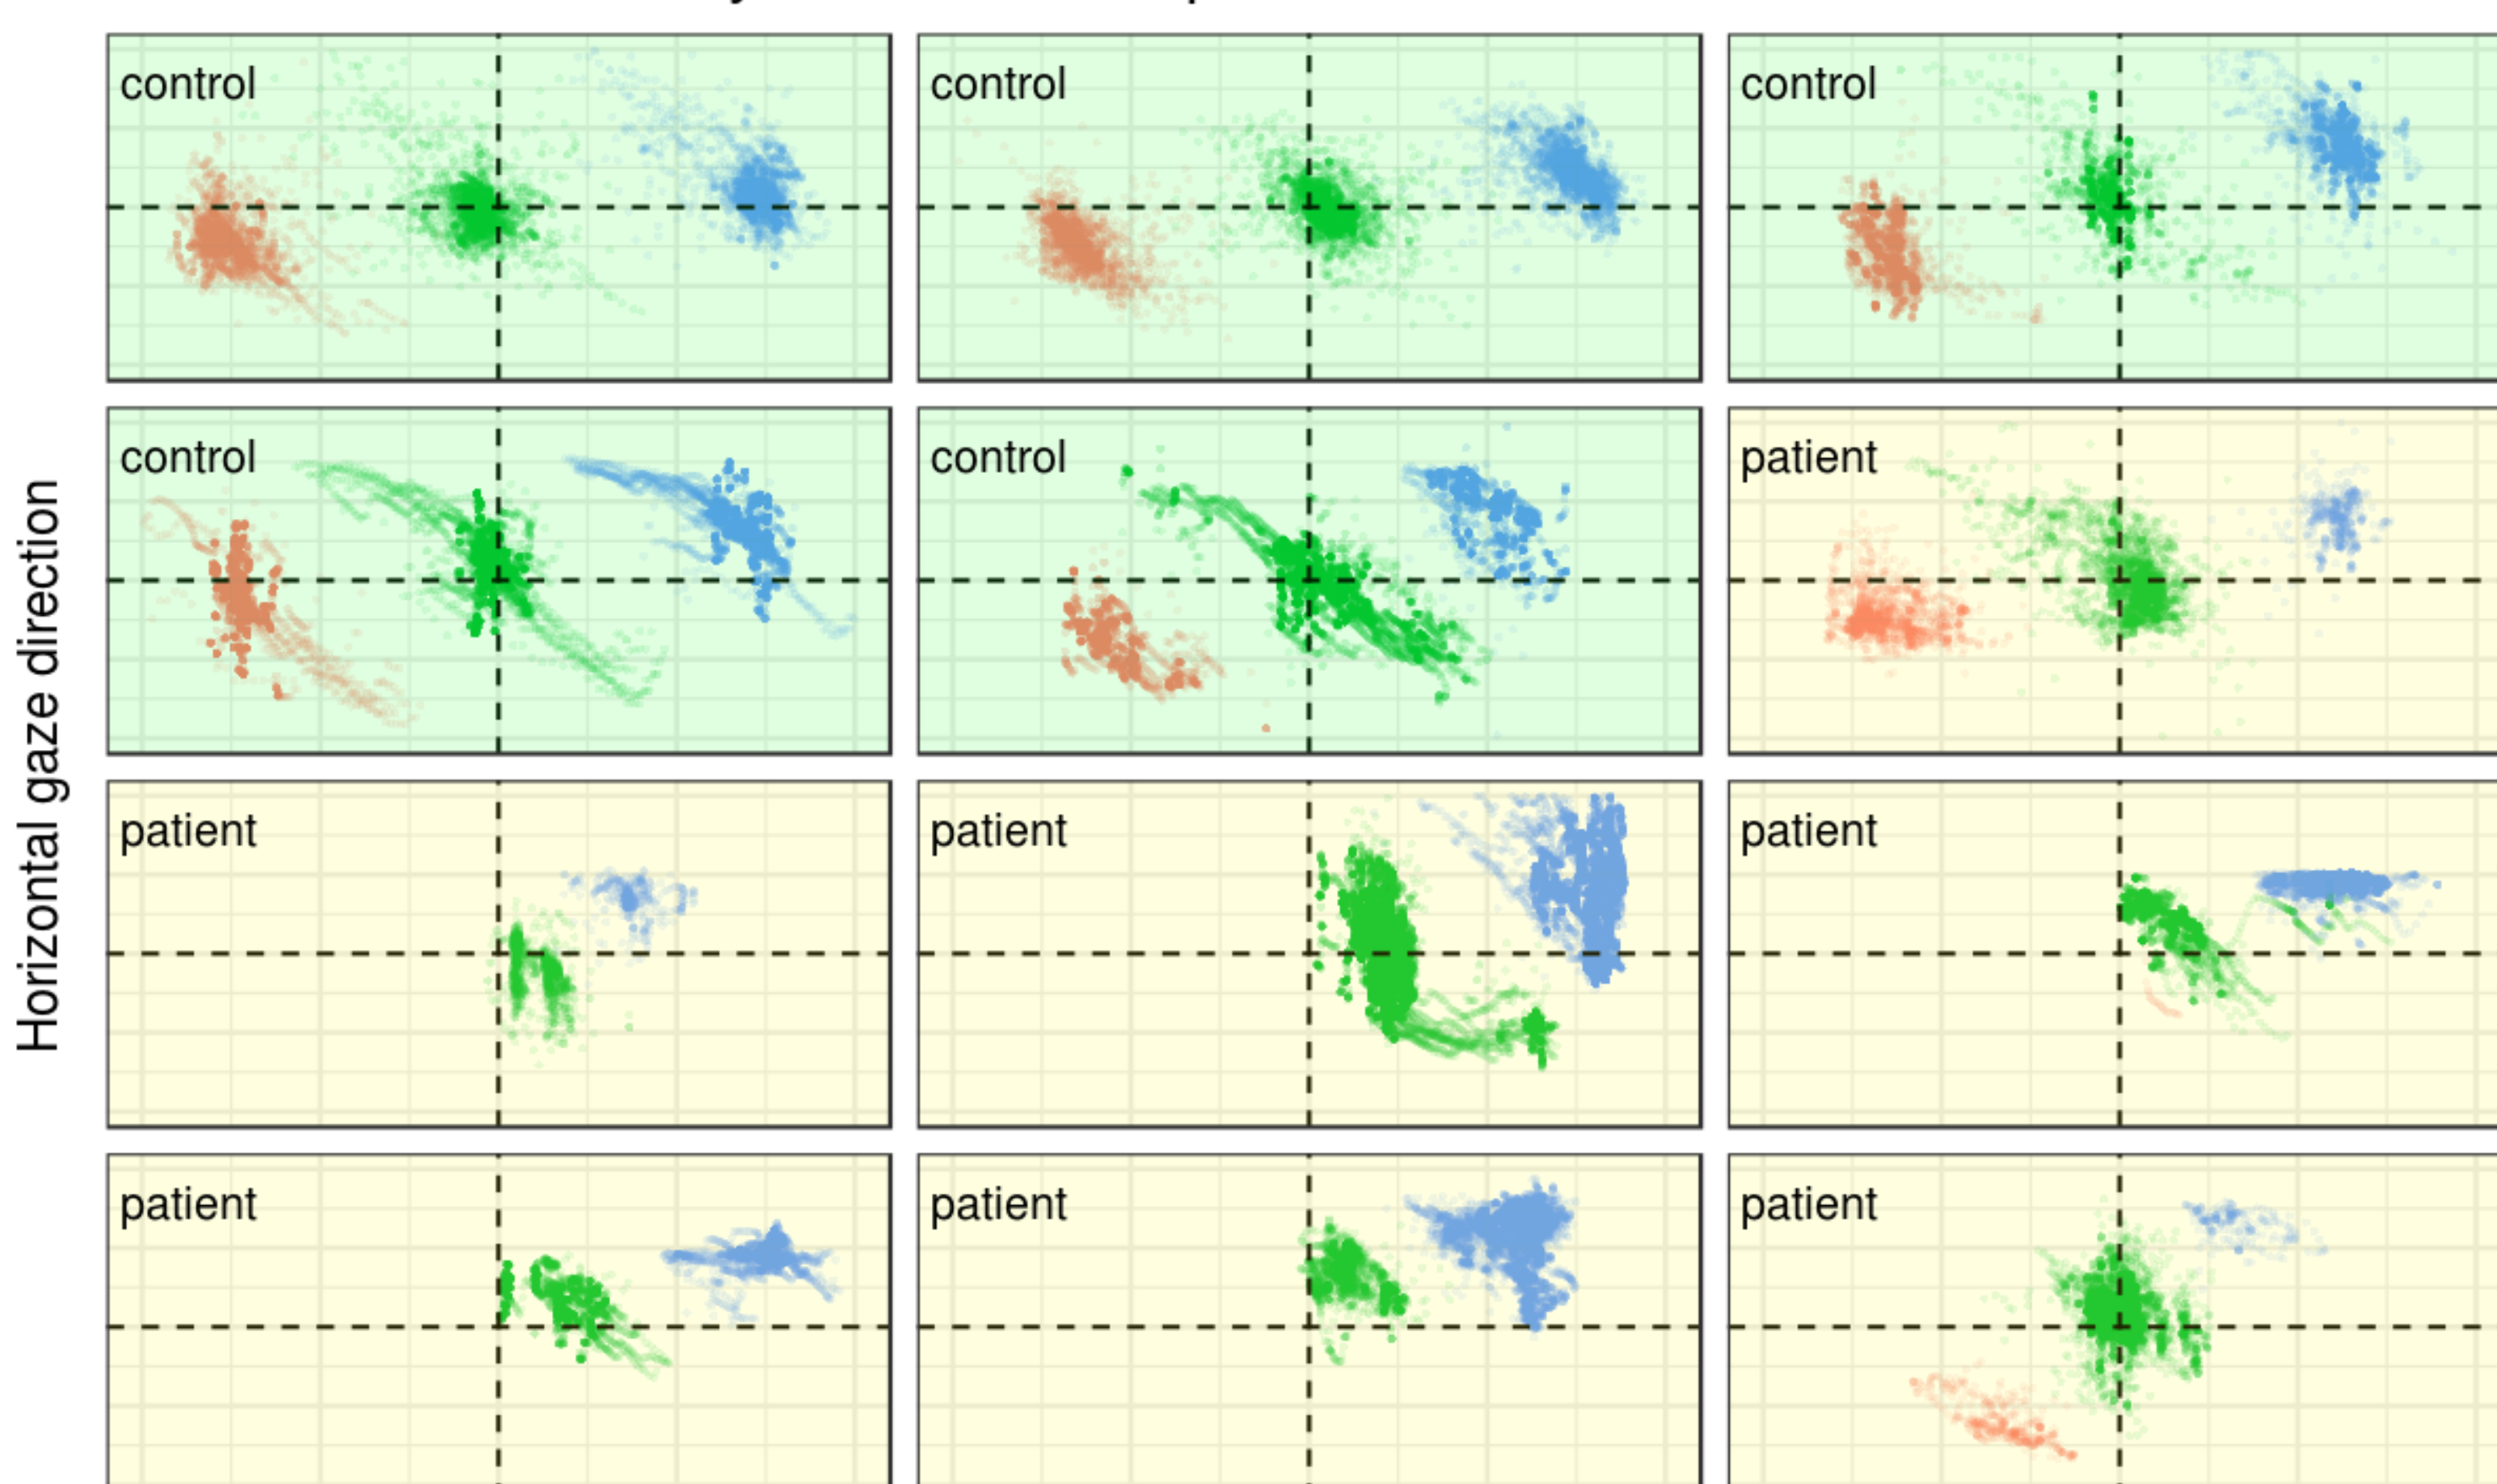 control
control
control
control
control
patient
Horizontal gaze direction
patient
patient
patient
patient
patient
patient